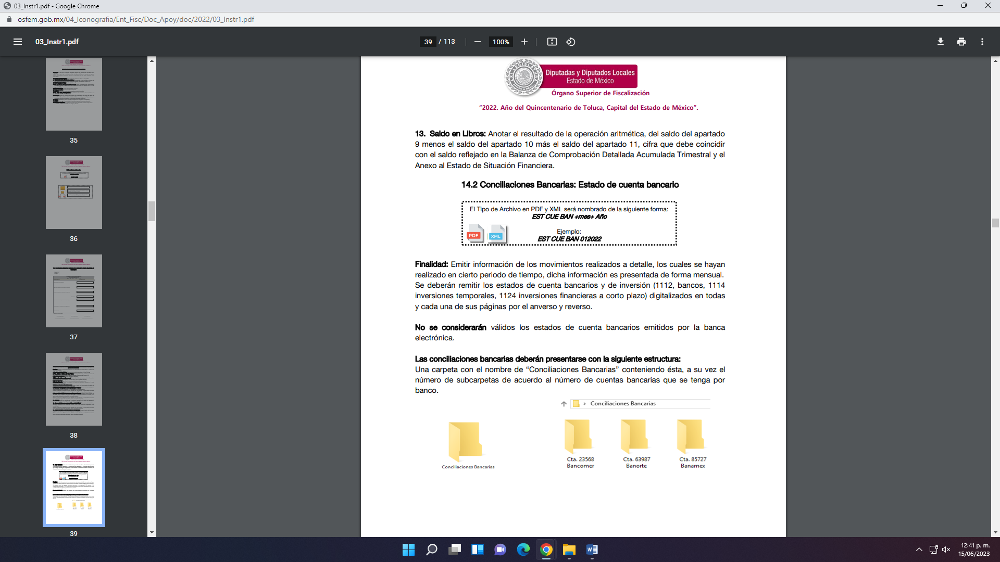 03_Instr1.pdf - Google Chrome
osfem.gob.mx/04_Iconografia/Ent_Fisc/Doc_Apoy/doc/2022/03_Instr1.pdf
03_Instr1.pdf
39 / 113
100%
35
36
37
38
39
LXI LEGISLATURA
Diputadas y Diputados Locales
Estado de México
Órgano Superior de Fiscalización
“2022. Año del Quincentenario de Toluca, Capital del Estado de México”.
13. Saldo en Libros: Anotar el resultado de la operación aritmética, del saldo del apartado
9 menos el saldo del apartado 10 más el saldo del apartado 11, cifra que debe coincidir
con el saldo reflejado en la Balanza de Comprobación Detallada Acumulada Trimestral y el
Anexo al Estado de Situación Financiera.
14.2 Conciliaciones Bancarias: Estado de cuenta bancario
El Tipo de Archivo en PDF y XML será nombrado de la siguiente forma:
EST CUE BAN +mes+ Año
Ejemplo:
EST CUE BAN 012022
PDF
XML
Finalidad: Emitir información de los movimientos realizados a detalle, los cuales se hayan
realizado en cierto periodo de tiempo, dicha información es presentada de forma mensual.
Se deberán remitir los estados de cuenta bancarios y de inversión (1112, bancos, 1114
inversiones temporales, 1124 inversiones financieras a corto plazo) digitalizados en todas
y cada una de sus páginas por el anverso y reverso.
No se considerarán válidos los estados de cuenta bancarios emitidos por la banca
electrónica.
Las conciliaciones bancarias deberán presentarse con la siguiente estructura:
Una carpeta con el nombre de “Conciliaciones Bancarias” conteniendo ésta, a su vez el
número de subcarpetas de acuerdo al número de cuentas bancarias que se tenga por
banco.
Conciliaciones Bancarias
Conciliaciones Bancarias
Cta. 23568
Bancomer
Cta. 63987
Banorte
Cta. 85727
Banamex
12:41 p. m.
15/06/2023